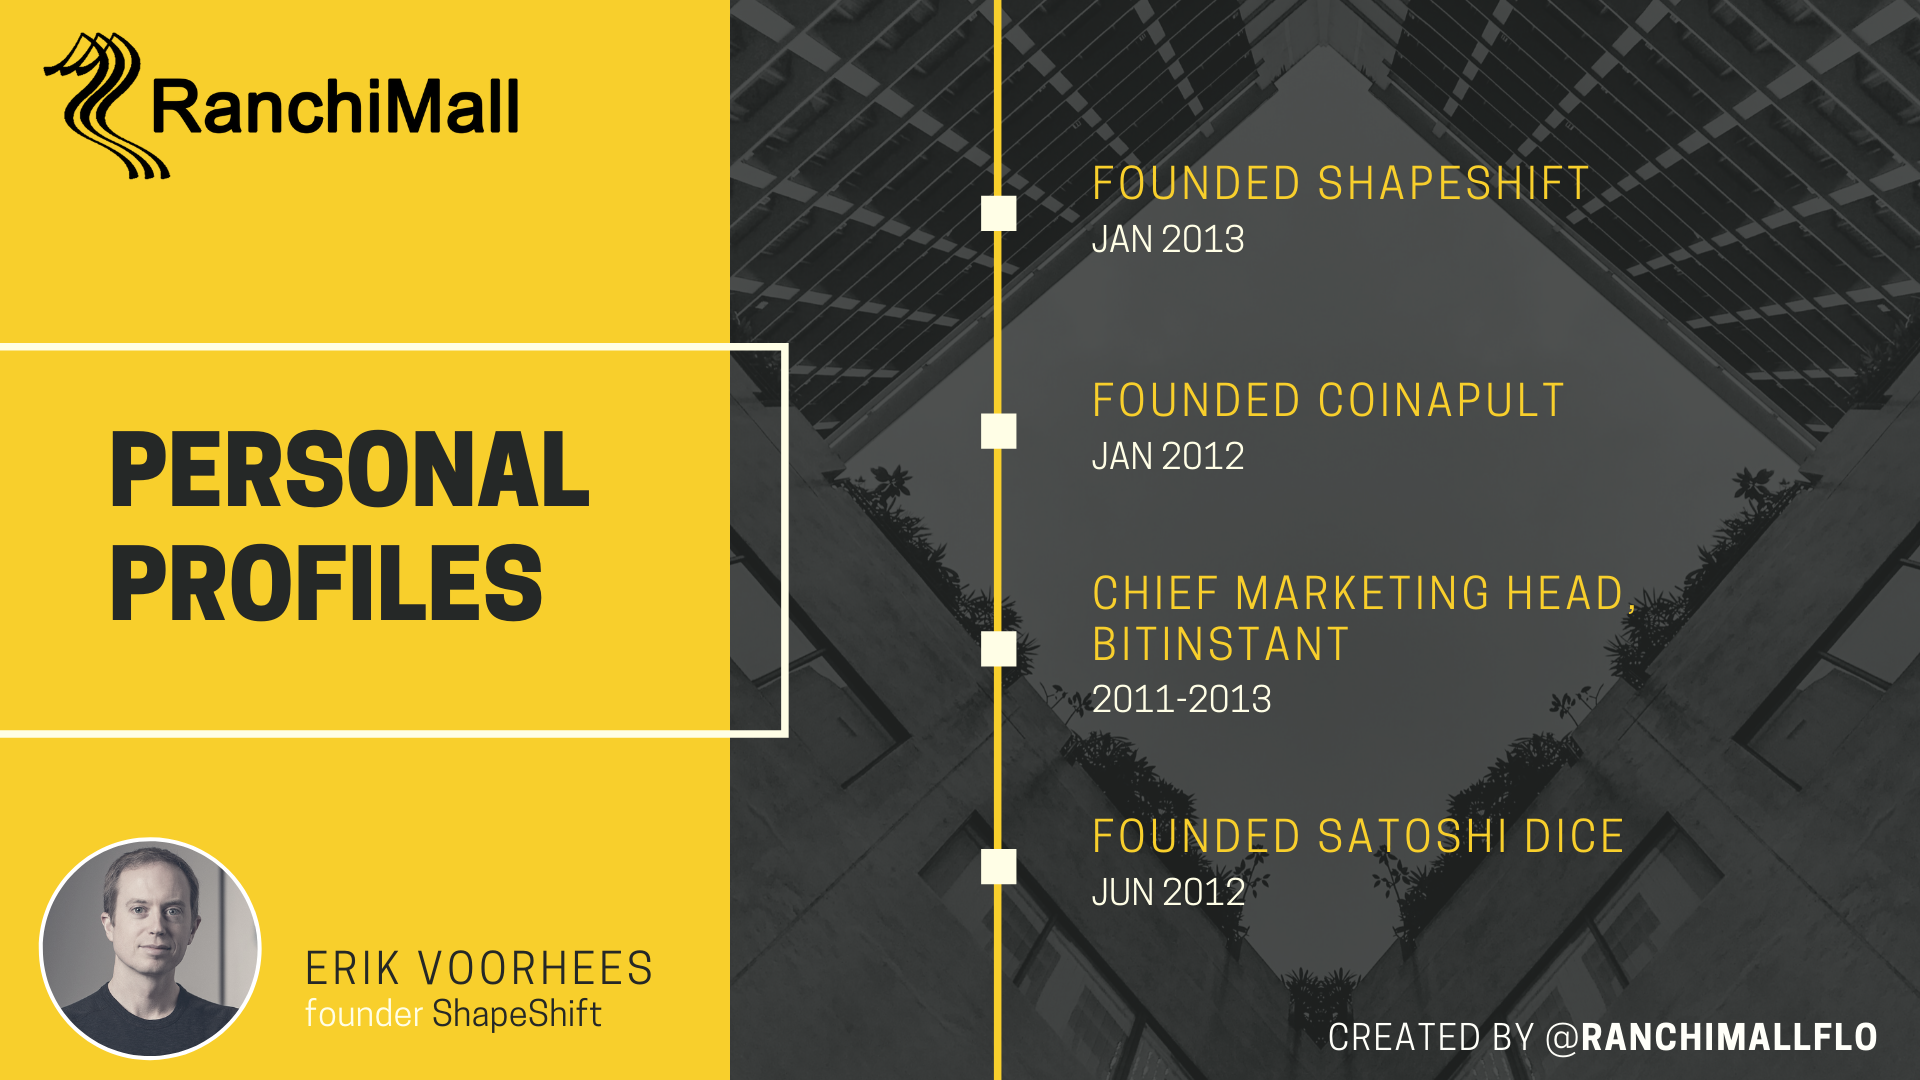 RanchiMall
PERSONAL
PROFILES
ERIK VOORHEES
founder ShapeShift
FOUNDED SHAPESHIFT
JAN 2013
FOUNDED COINAPULT
JAN 2012
CHIEF MARKETING HEAD,
BITINSTANT
2011-2013
FOUNDED SATOSHI DICE
JUN 2012
CREATED BY @RANCHIMALLFLO